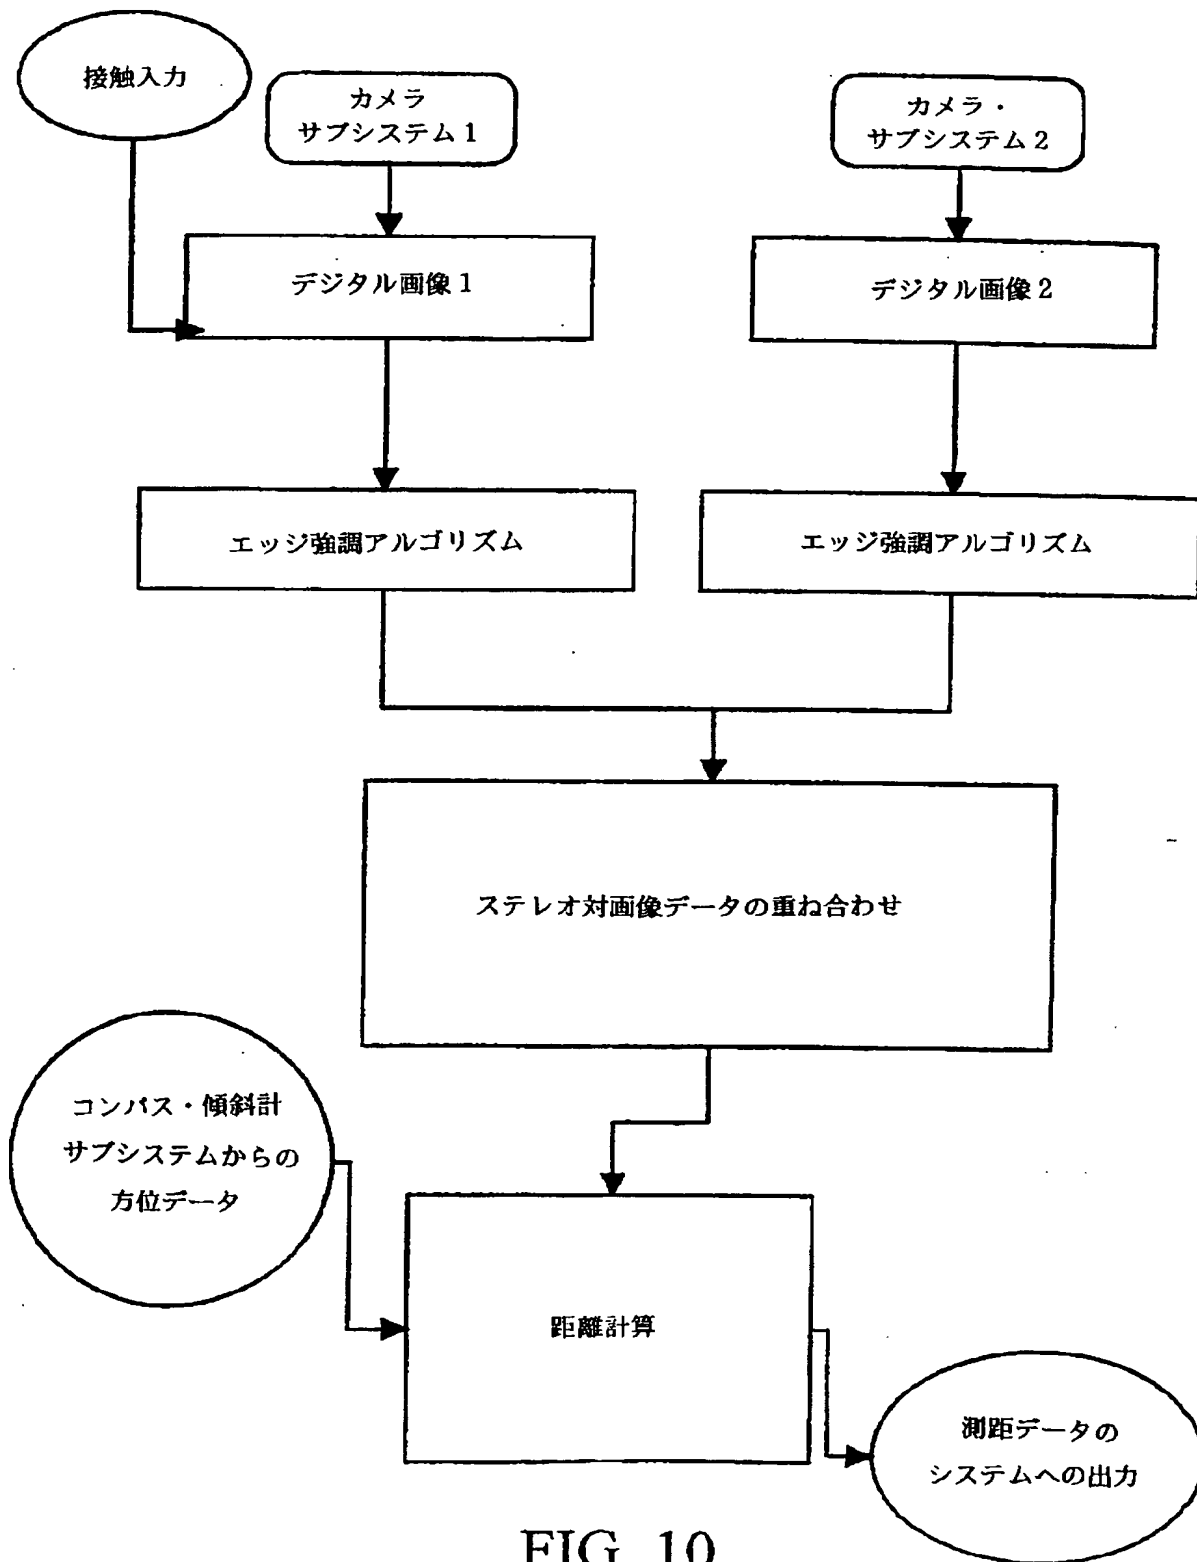 接触入力
カメラ
サブシステム1
カメラ・
サブシステム2
デジタル画像1
デジタル画像2
エッジ強調アルゴリズム
エッジ強調アルゴリズム
ステレオ対画像データの重ね合わせ
コンパス・傾斜計
サブシステムからの
方位データ
距離計算
測距データの
システムへの出力
FIG. 10